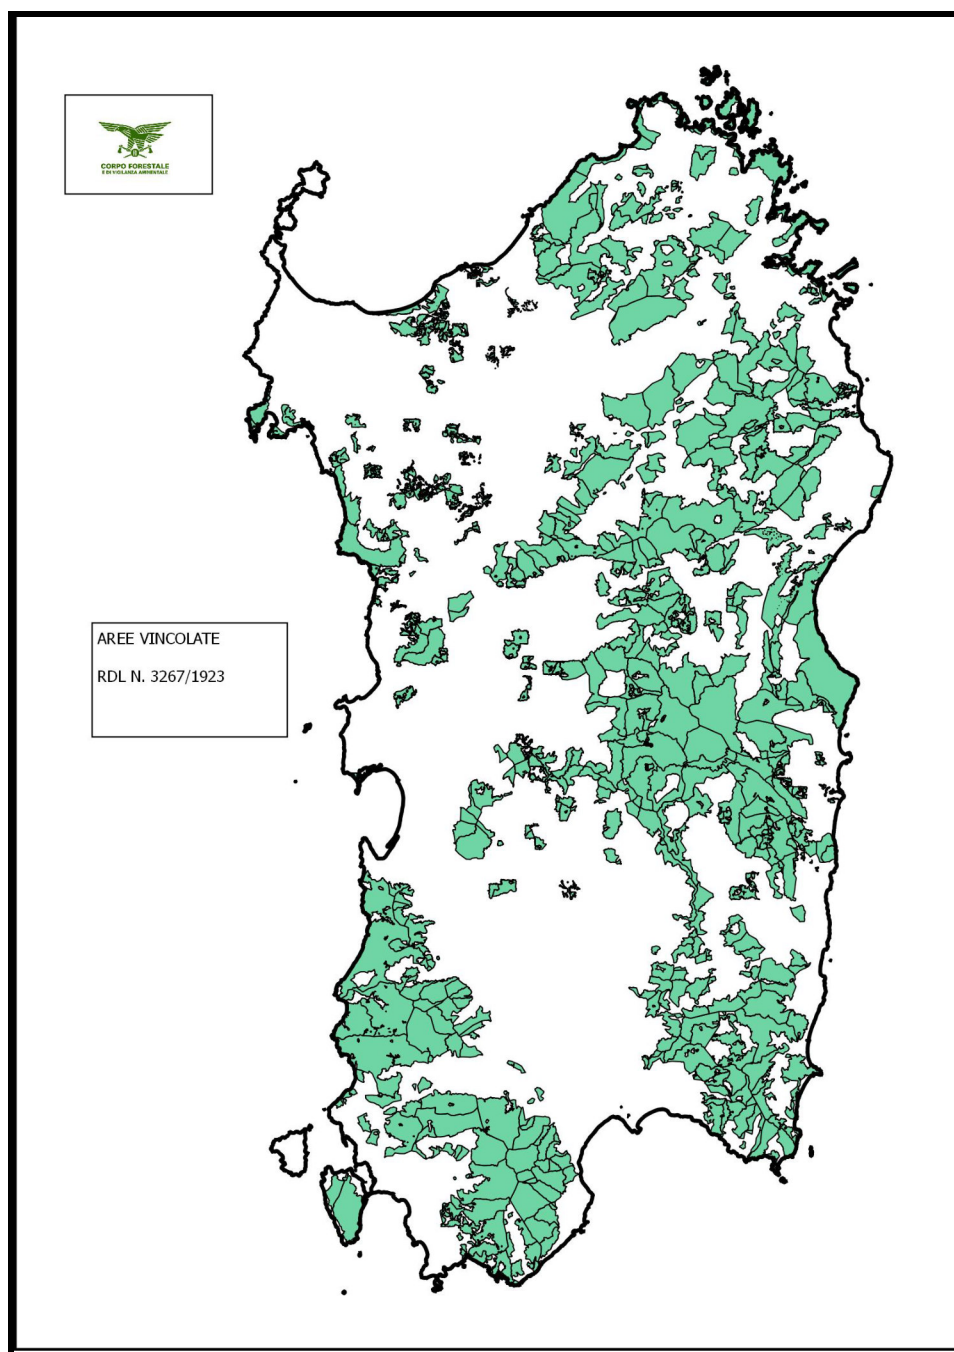 CORPO FORESTALE
E DI VIGILANZA AMBIENTALE
AREE VINCOLATE
RDL N. 3267/1923